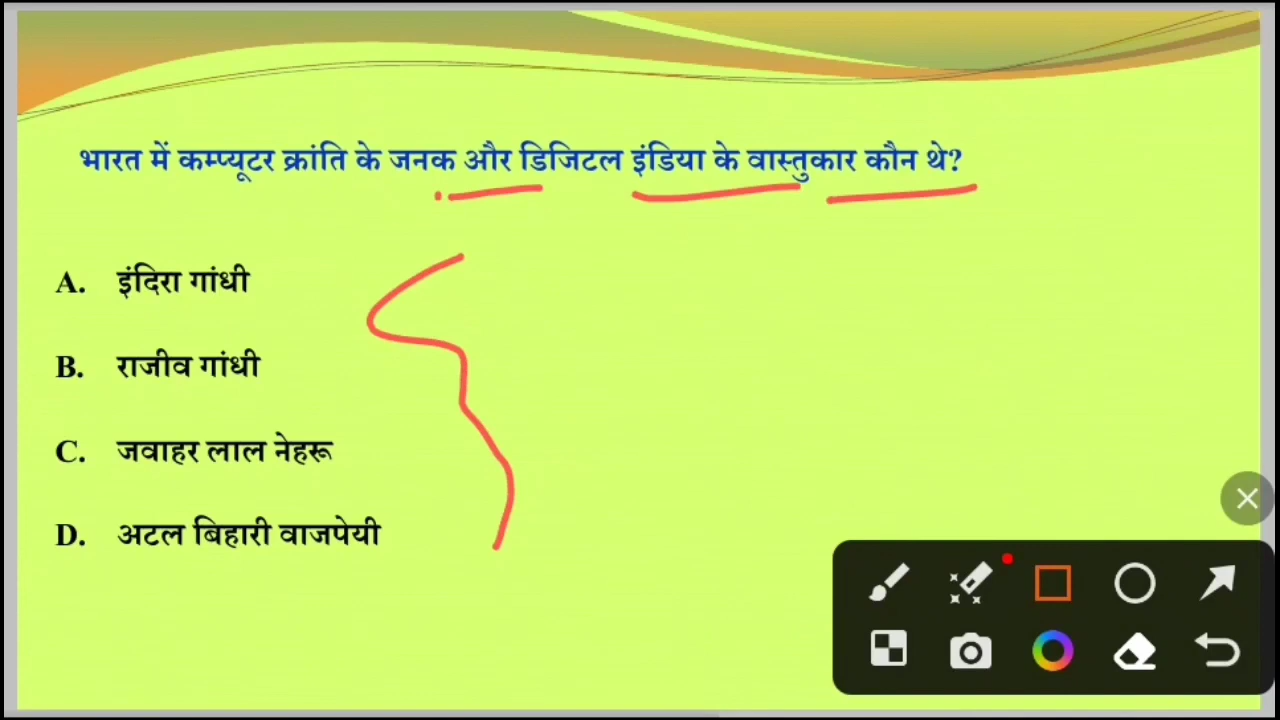 भारत में कम्प्यूटर क्रांति के जनक और डिजिटल इंडिया के वास्तुकार कौन थे?
A. इंदिरा गांधी
B. राजीव गांधी
C. जवाहर लाल नेहरू
D. अटल बिहारी वाजपेयी